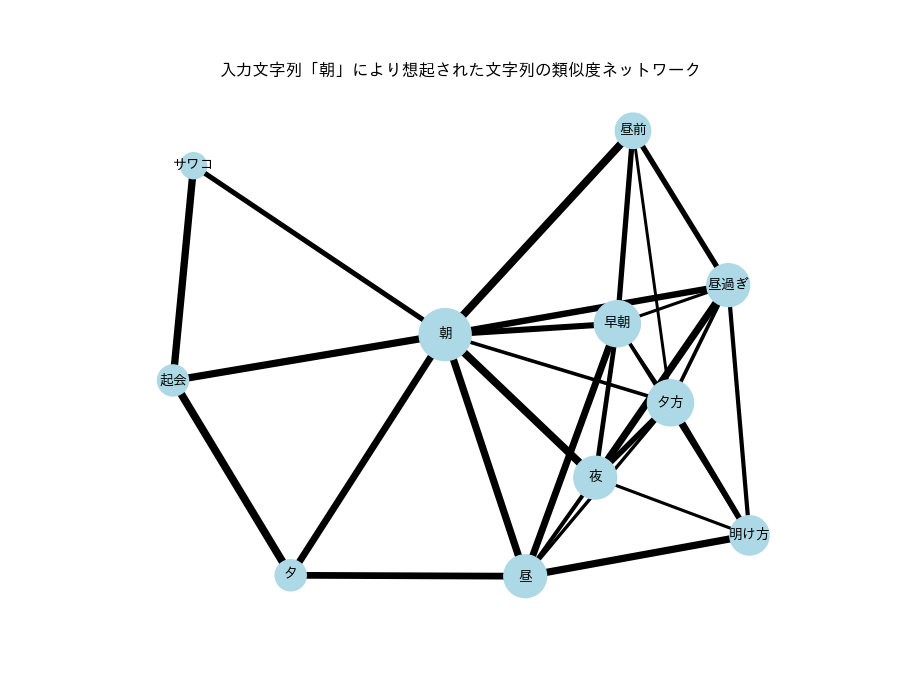 入力文字列「朝」により想起された文字列の類似度ネットワーク
昼前
サワコ
昼過ぎ
早朝
朝
起会
夕方
夜
明け方
夕
昼